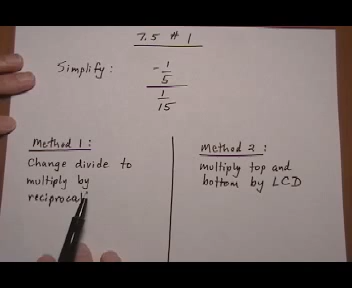 7.5 # 1
Simplify:
- 1
5
1
15
Method 1:
Change divide to
multiply by
reciprocal
Method 2:
multiply top and
bottom by LCD